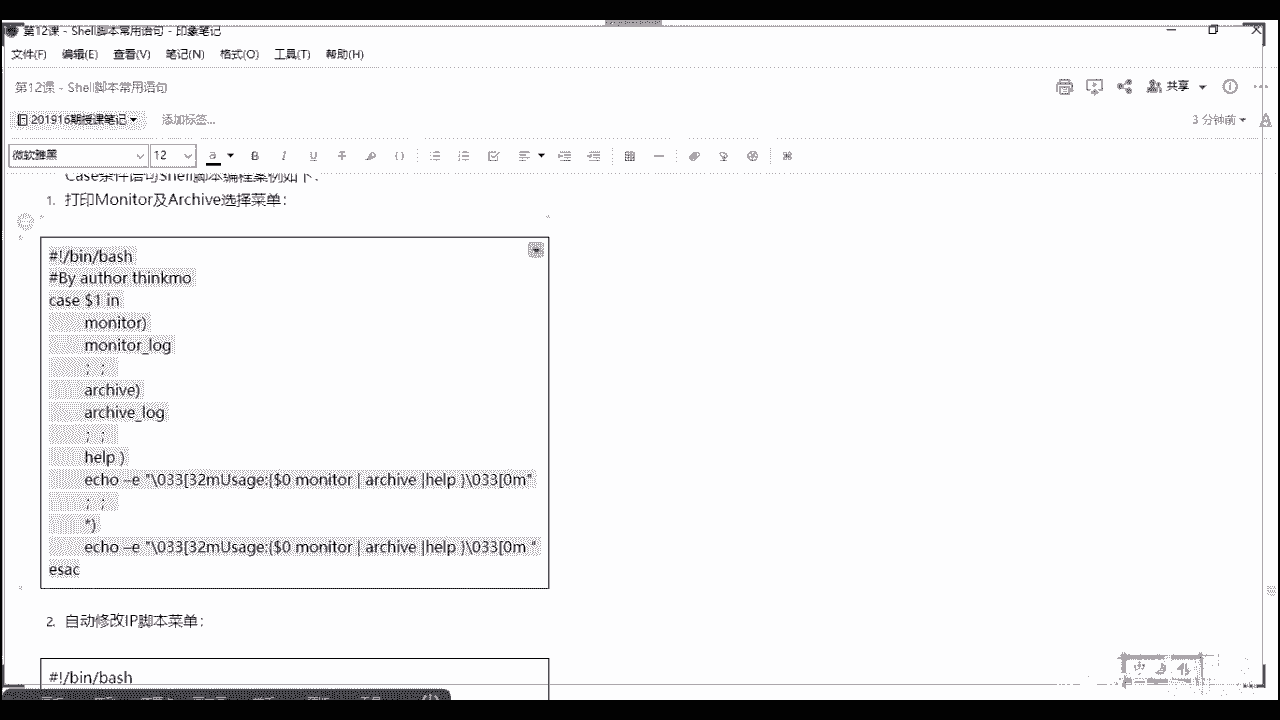 第12课 - Shell脚本常用语句 - 印象笔记
文件(F) 编辑(E) 查看(V) 笔记(N) 格式(O) 工具(T) 帮助(H)
第12课 - Shell脚本常用语句
共享
201916期授课笔记 添加标签...
3 分钟前
微软雅黑 12
Case条件语句Shell脚本编程案例如下:
1. 打印Monitor及Archive选择菜单:
#!/bin/bash
#By author thinkmo
case $1 in
monitor)
monitor_log
; ;
archive)
archive_log
; ;
help )
echo –e "\033[32mUsage:{$0 monitor | archive |help }\033[0m"
; ;
*)
echo –e "\033[32mUsage:{$0 monitor | archive |help }\033[0m "
esac
2. 自动修改IP脚本菜单;
#!/bin/bash